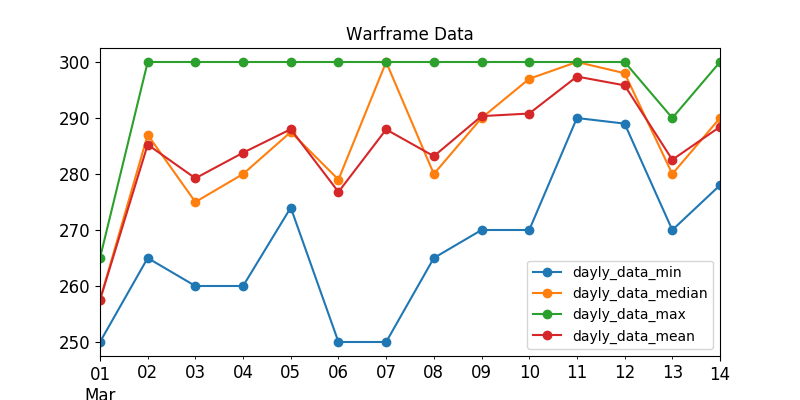 Warframe Data
300
290
280
270
260
250
dayly_data_min
dayly_data_median
dayly_data_max
dayly_data_mean
01 02 03 04 05 06 07 08 09 10 11 12 13 14
Mar